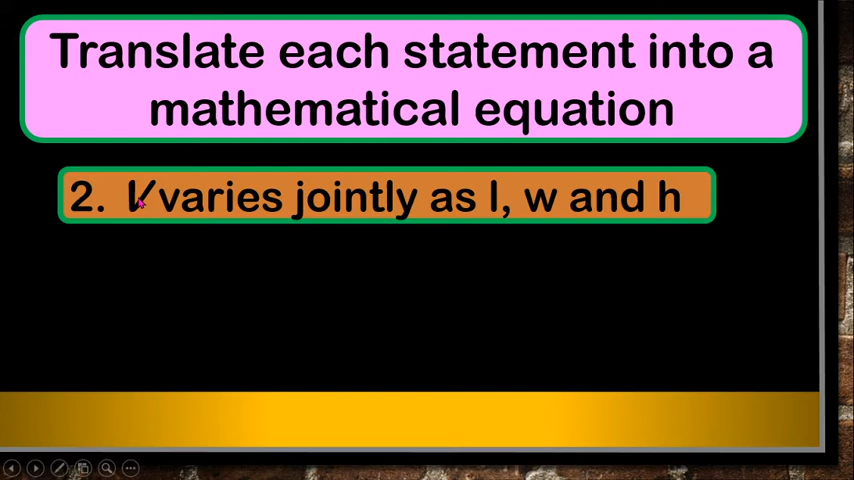 Translate each statement into a
mathematical equation
2. V varies jointly as l, w and h